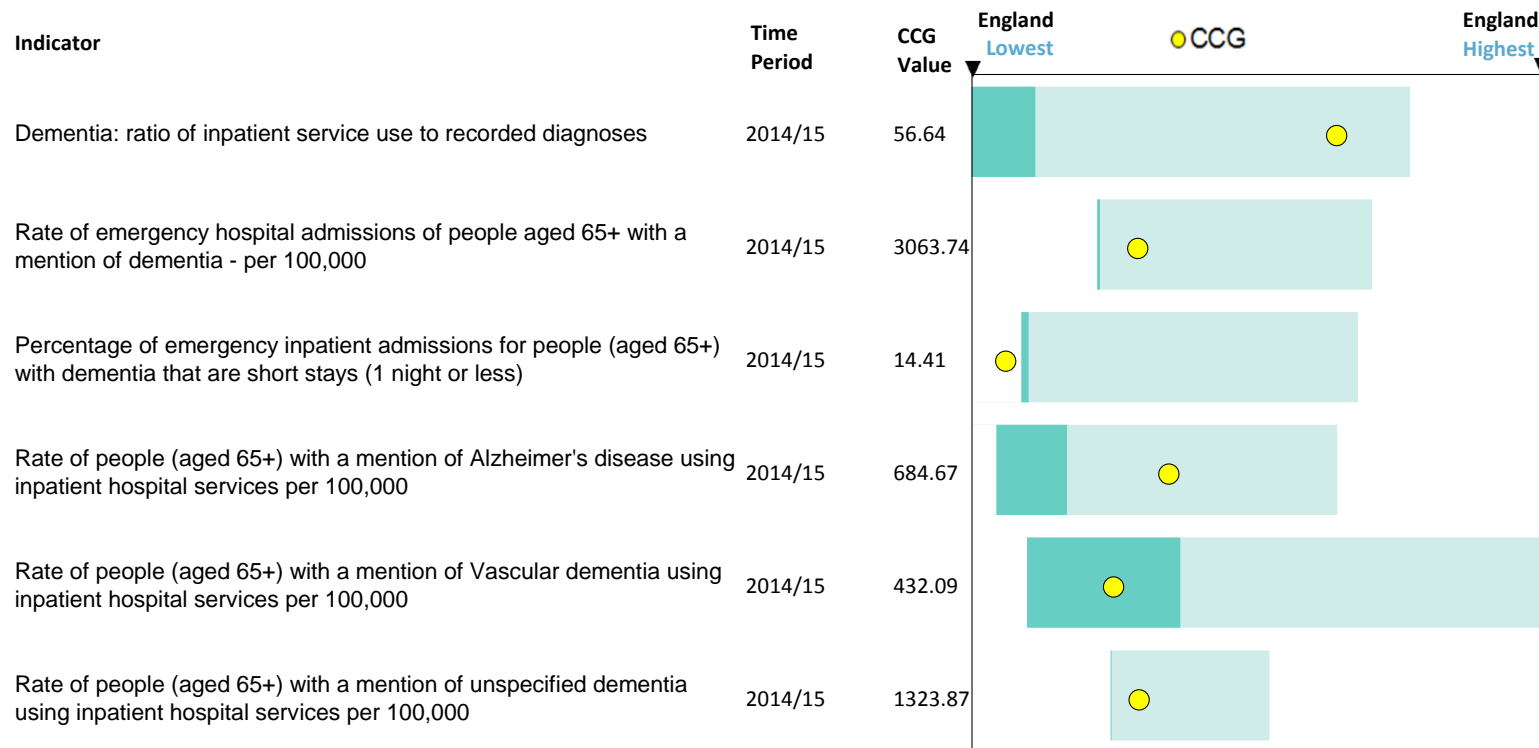 Indicator
Time Period
CCG Value
England Lowest
CCG
England Highest
Dementia: ratio of inpatient service use to recorded diagnoses
2014/15
56.64
Rate of emergency hospital admissions of people aged 65+ with a
mention of dementia - per 100,000
2014/15
3063.74
Percentage of emergency inpatient admissions for people (aged 65+)
with dementia that are short stays (1 night or less)
2014/15
14.41
Rate of people (aged 65+) with a mention of Alzheimer's disease using
inpatient hospital services per 100,000
2014/15
684.67
Rate of people (aged 65+) with a mention of Vascular dementia using
inpatient hospital services per 100,000
2014/15
432.09
Rate of people (aged 65+) with a mention of unspecified dementia
using inpatient hospital services per 100,000
2014/15
1323.87